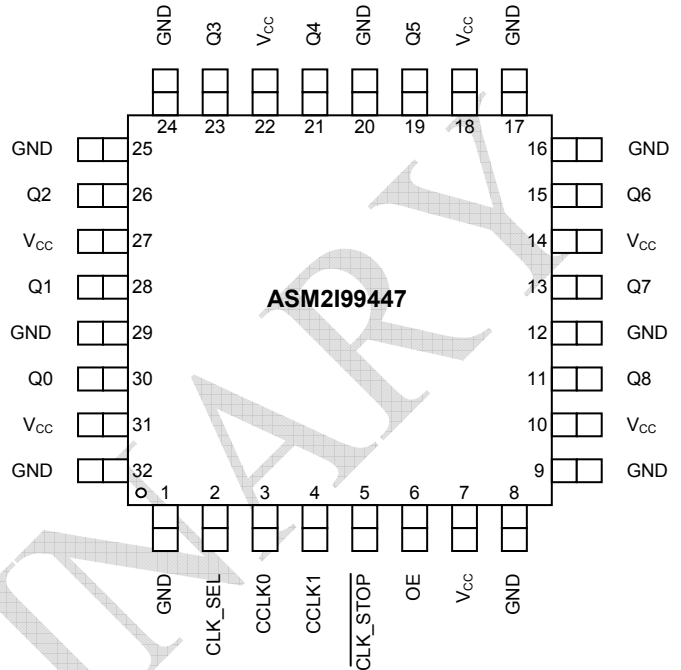 GND Q3 VCC Q4 GND Q5 VCC GND
24 23 22 21 20 19 18 17
GND 25 16 GND
Q2 26 15 Q6
VCC 27 14 VCC
Q1 28 13 Q7
ASM2I99447
GND 29 12 GND
Q0 30 11 Q8
VCC 31 10 VCC
GND 32 9 GND
1 2 3 4 5 6 7 8
GND CLK_SEL CCLK0 CCLK1 CLK_STOP OE VCC GND
INARY